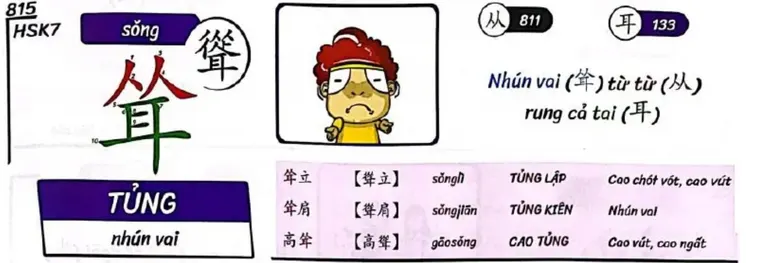 815
HSK7
sǒng
耸
聳
TỦNG
nhún vai
从 811
耳 133
Nhún vai (耸) từ từ (从)
rung cả tai (耳)
耸立 【聳立】 sǒnglì TỦNG LẬP Cao chót vót, cao vút
耸肩 【聳肩】 sǒngjiān TỦNG KIÊN Nhún vai
高耸 【高聳】 gāosǒng CAO TỦNG Cao vút, cao ngất